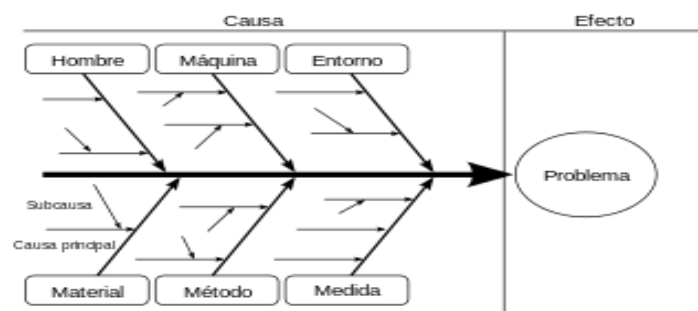 Causa
Efecto
Hombre
Máquina
Entorno
Problema
Subcausa
Causa principal
Material
Método
Medida